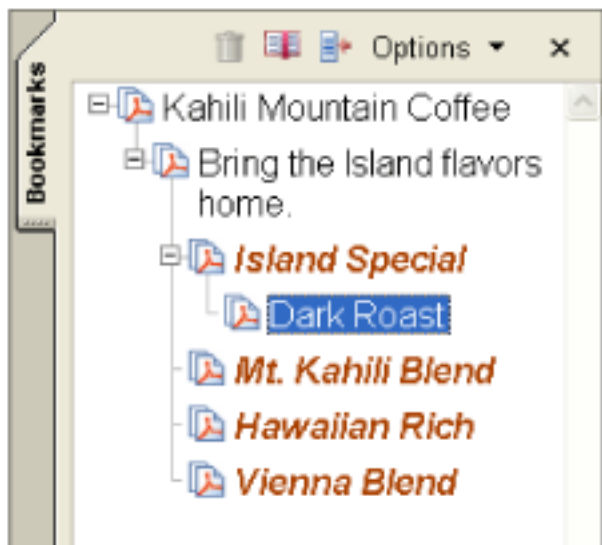 Options
Bookmarks
Kahili Mountain Coffee
Bring the Island flavors
home.
Island Special
Dark Roast
Mt. Kahili Blend
Hawaiian Rich
Vienna Blend